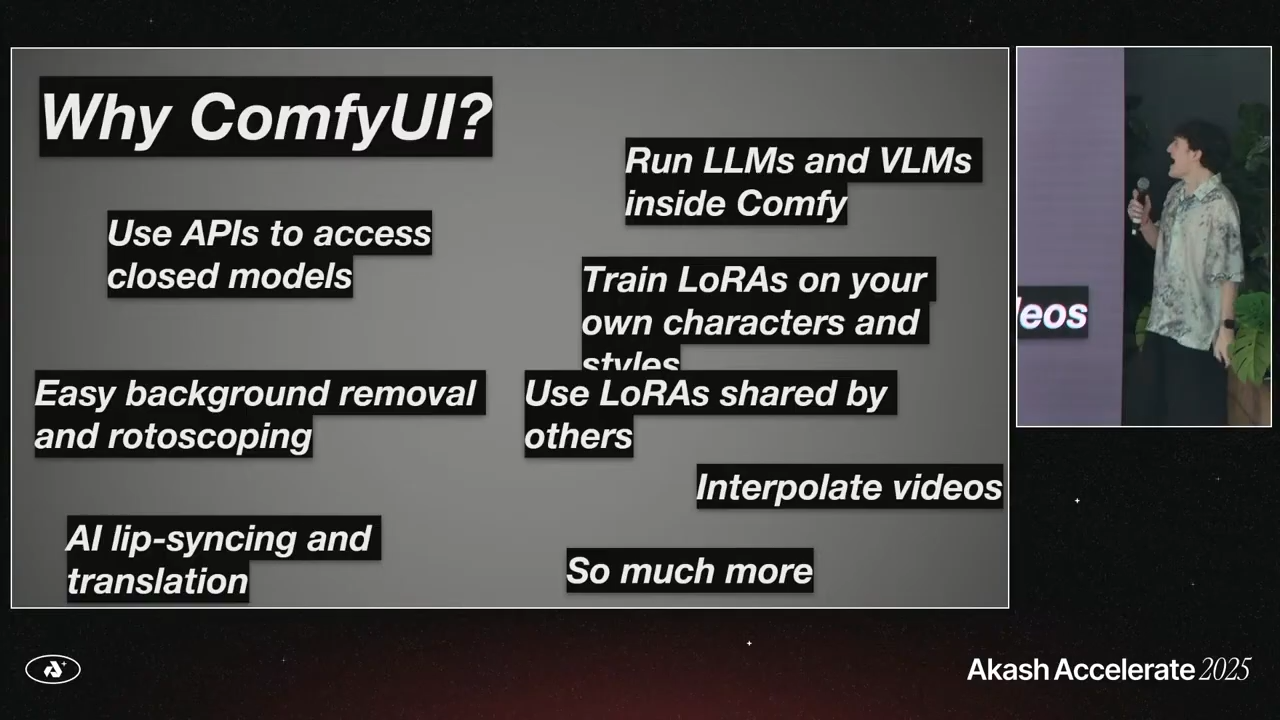 Why ComfyUI?
Use APIs to access
closed models
Easy background removal
and rotoscoping
AI lip-syncing and
translation
Run LLMs and VLMs
inside Comfy
Train LoRAs on your
own characters and
styles
Use LoRAs shared by
others
Interpolate videos
So much more
eos
Akash Accelerate 2025